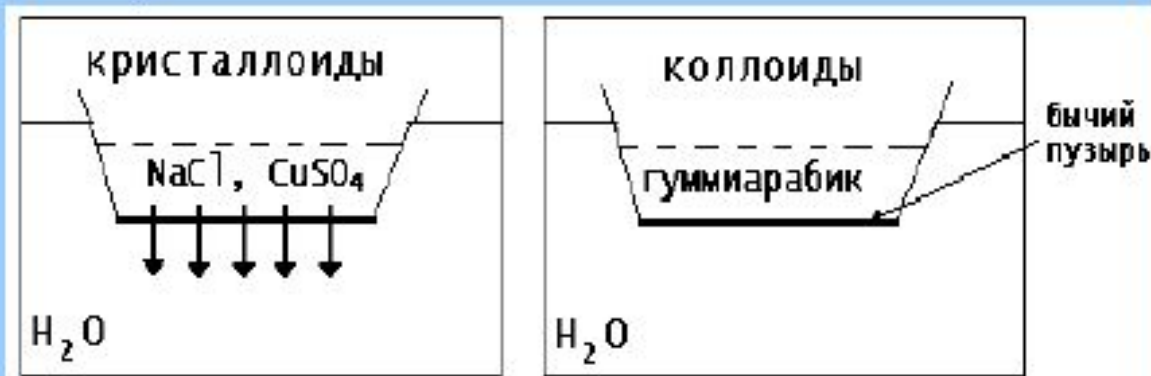 кристаллоиды
NaCl, CuSO₄
H₂O
коллоиды
гуммиарабик
H₂O
бычий
пузырь